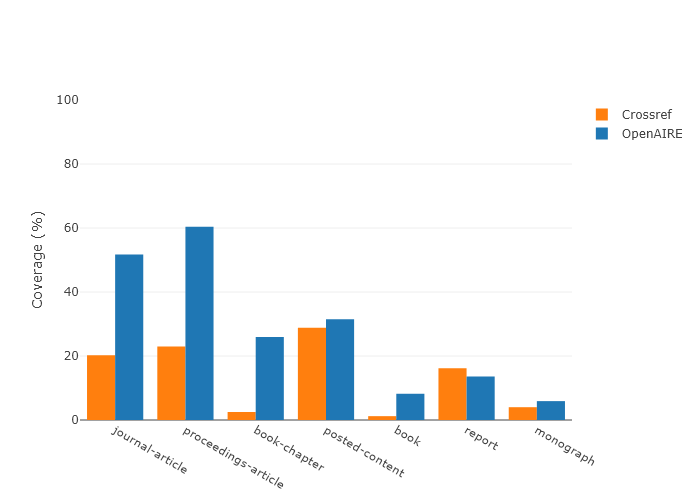 100
80
60
40
20
0
Coverage (%)
journal-article
proceedings-article
book-chapter
posted-content
book
report
monograph
Crossref
OpenAIRE